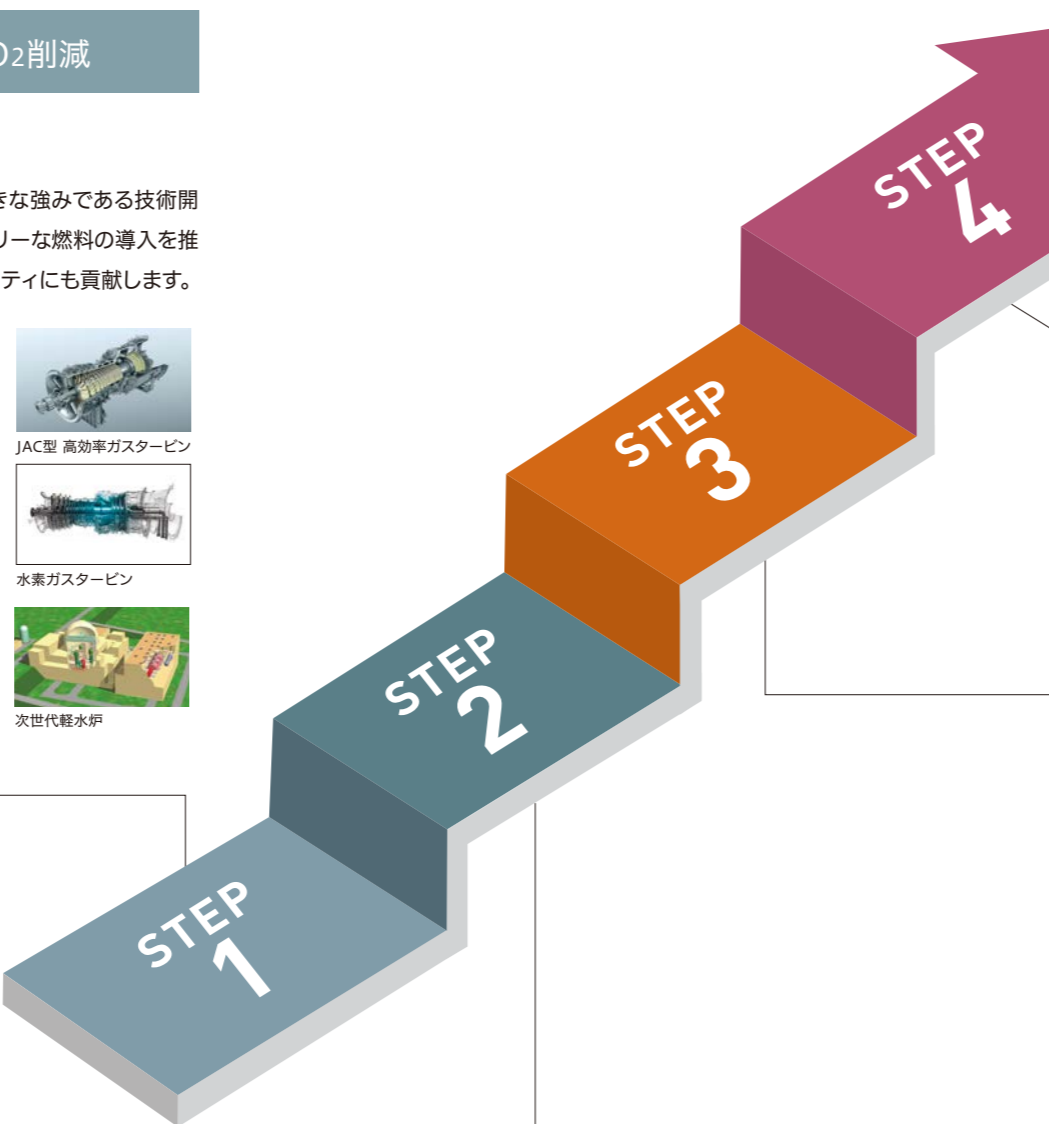 O2削減
きな強みである技術開
リーな燃料の導入を推
ティにも貢献します。
JAC型 高効率ガスタービン
水素ガスタービン
次世代軽水炉
STEP
4
STEP
3
STEP
2
STEP
1